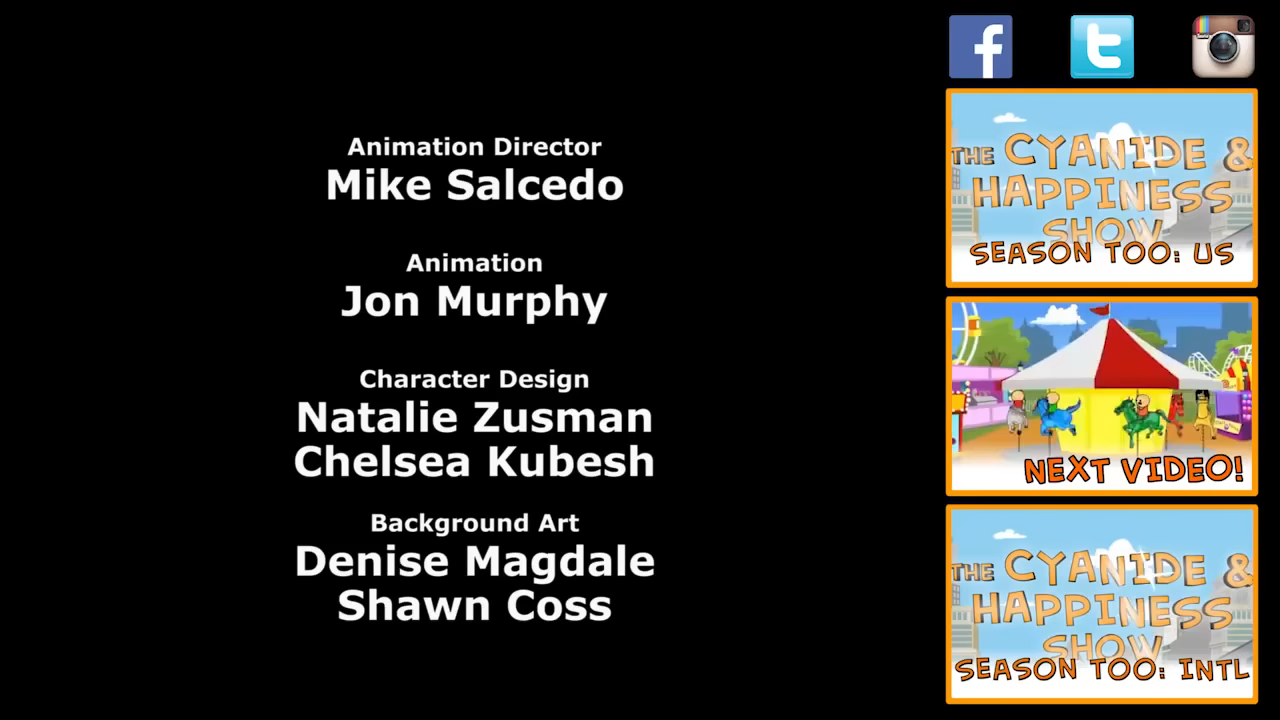 Animation Director
Mike Salcedo
Animation
Jon Murphy
Character Design
Natalie Zusman
Chelsea Kubesh
Background Art
Denise Magdale
Shawn Coss
f
t
THE CYANIDE &
HAPPINESS
SHOW
SEASON TOO: US
NEXT VIDEO!
THE CYANIDE &
HAPPINESS
SHOW
SEASON TOO: INTL